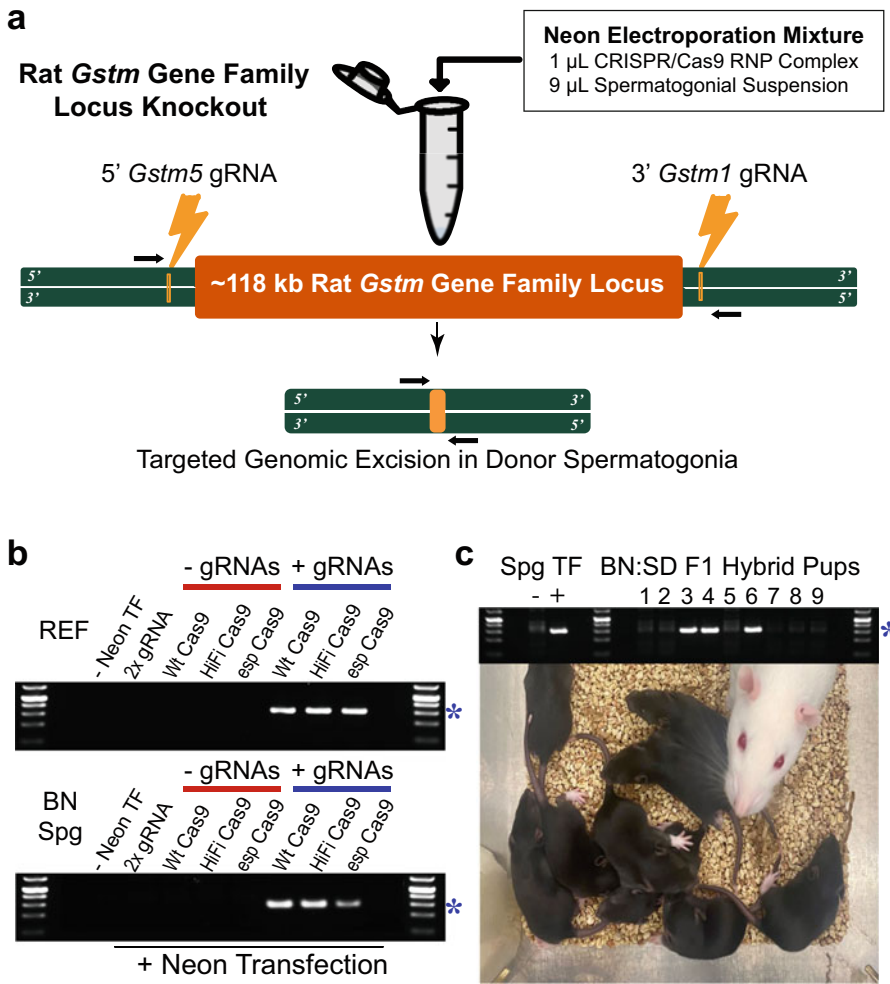 a
Neon Electroporation Mixture
1 µL CRISPR/Cas9 RNP Complex
9 µL Spermatogonial Suspension
Rat Gstm Gene Family
Locus Knockout
5’ Gstm5 gRNA
3’ Gstm1 gRNA
5’
3’
~118 kb Rat Gstm Gene Family Locus
3’
5’
5’
3’
3’
5’
Targeted Genomic Excision in Donor Spermatogonia
b
- gRNAs + gRNAs
REF
- Neon TF
2x gRNA
Wt Cas9
HiFi Cas9
esp Cas9
Wt Cas9
HiFi Cas9
esp Cas9
*
- gRNAs + gRNAs
BN
Spg
- Neon TF
2x gRNA
Wt Cas9
HiFi Cas9
esp Cas9
Wt Cas9
HiFi Cas9
esp Cas9
*
+ Neon Transfection
c
Spg TF BN:SD F1 Hybrid Pups
- + 1 2 3 4 5 6 7 8 9
*